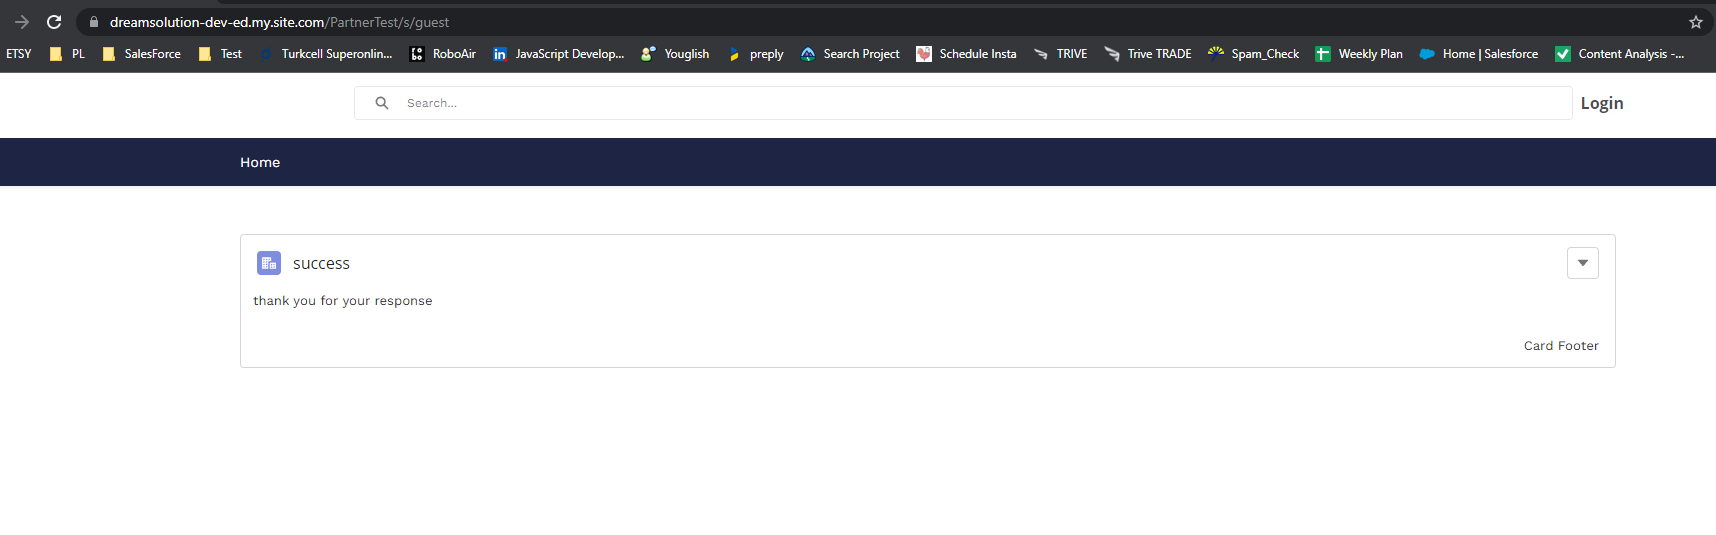 dreamsolution-dev-ed.my.site.com/PartnerTest/s/guest
ETSY PL SalesForce Test Turkcell Superonlin... RoboAir JavaScript Develop... Youglish preply Search Project Schedule Insta TRIVE Trive TRADE Spam_Check Weekly Plan Home | Salesforce Content Analysis -...
Search... Login
Home
success
thank you for your response
Card Footer